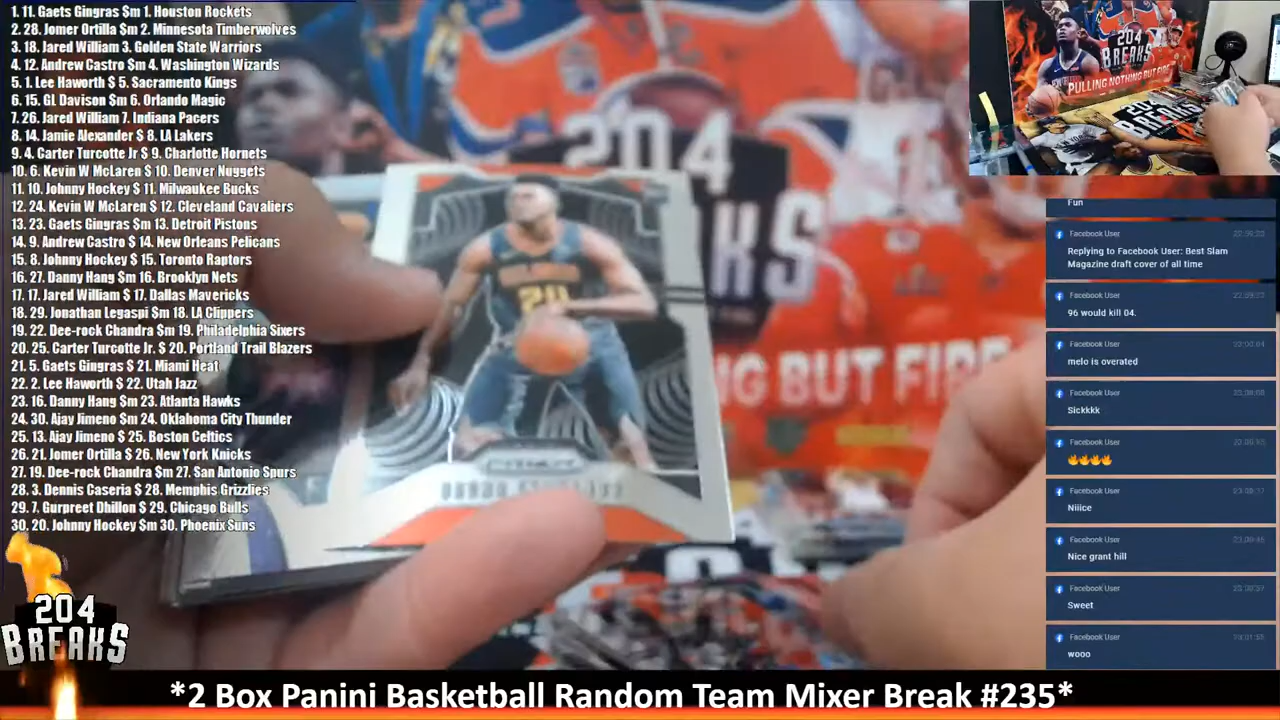 1. 11. Gaets Gingras $m 1. Houston Rockets
2. 28. Jomer Ortilla $m 2. Minnesota Timberwolves
3. 18. Jared William 3. Golden State Warriors
4. 12. Andrew Castro $m 4. Washington Wizards
5. 1. Lee Haworth $ 5. Sacramento Kings
6. 15. GL Davison $m 6. Orlando Magic
7. 26. Jared William 7. Indiana Pacers
8. 14. Jamie Alexander $ 8. LA Lakers
9. 4. Carter Turcotte Jr $ 9. Charlotte Hornets
10. 6. Kevin W McLaren $ 10. Denver Nuggets
11. 10. Johnny Hockey $ 11. Milwaukee Bucks
12. 24. Kevin W McLaren $ 12. Cleveland Cavaliers
13. 23. Gaets Gingras $m 13. Detroit Pistons
14. 9. Andrew Castro $ 14. New Orleans Pelicans
15. 8. Johnny Hockey $ 15. Toronto Raptors
16. 27. Danny Hang $m 16. Brooklyn Nets
17. 17. Jared William $ 17. Dallas Mavericks
18. 29. Jonathan Legaspi $m 18. LA Clippers
19. 22. Dee-rock Chandra $m 19. Philadelphia Sixers
20. 25. Carter Turcotte Jr. $ 20. Portland Trail Blazers
21. 5. Gaets Gingras $ 21. Miami Heat
22. 2. Lee Haworth $ 22. Utah Jazz
23. 16. Danny Hang $m 23. Atlanta Hawks
24. 30. Ajay Jimeno $m 24. Oklahoma City Thunder
25. 13. Ajay Jimeno $ 25. Boston Celtics
26. 21. Jomer Ortilla $ 26. New York Knicks
27. 19. Dee-rock Chandra $m 27. San Antonio Spurs
28. 3. Dennis Caseria $ 28. Memphis Grizzlies
29. 7. Gurpreet Dhillon $ 29. Chicago Bulls
30. 20. Johnny Hockey $m 30. Phoenix Suns
204
BREAKS
204
KS
NG BUT FIRE
PRIZM
204
BREAKS
PULLING NOTHING BUT FIRE
204
BREAKS
Fun
Facebook User
Replying to Facebook User: Best Slam
Magazine draft cover of all time
Facebook User
96 would kill 04.
Facebook User
melo is overated
Facebook User
Sickkkk
Facebook User
🔥🔥🔥🔥
Facebook User
Niiice
Facebook User
Nice grant hill
Facebook User
Sweet
Facebook User
wooo
*2 Box Panini Basketball Random Team Mixer Break #235*